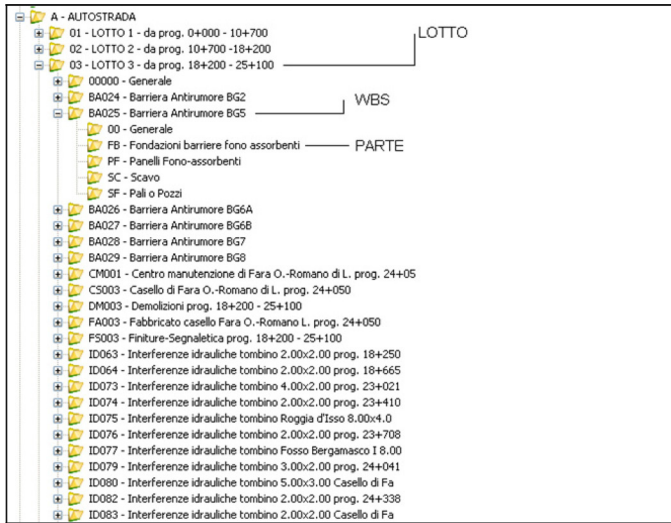 A - AUTOSTRADA
01 - LOTTO 1 - da prog. 0+000 - 10+700
LOTTO
02 - LOTTO 2 - da prog. 10+700 -18+200
03 - LOTTO 3 - da prog. 18+200 - 25+100
00000 - Generale
BA024 - Barriera Antirumore BG2
WBS
BA025 - Barriera Antirumore BG5
00 - Generale
FB - Fondazioni barriere fono assorbenti
PARTE
PF - Panelli Fono-assorbenti
SC - Scavo
SF - Pali o Pozzi
BA026 - Barriera Antirumore BG6A
BA027 - Barriera Antirumore BG6B
BA028 - Barriera Antirumore BG7
BA029 - Barriera Antirumore BG8
CM001 - Centro manutenzione di Fara O.-Romano di L. prog. 24+05
CS003 - Casello di Fara O.-Romano di L. prog. 24+050
DM003 - Demolizioni prog. 18+200 - 25+100
FA003 - Fabbricato casello Fara O.-Romano L. prog. 24+050
FS003 - Finiture-Segnaletica prog. 18+200 - 25+100
ID063 - Interferenze idrauliche tombino 2.00x2.00 prog. 18+250
ID064 - Interferenze idrauliche tombino 2.00x2.00 prog. 18+665
ID073 - Interferenze idrauliche tombino 4.00x2.00 prog. 23+021
ID074 - Interferenze idrauliche tombino 2.00x2.00 prog. 23+410
ID075 - Interferenze idrauliche tombino Roggia d'Isso 8.00x4.0
ID076 - Interferenze idrauliche tombino 2.00x2.00 prog. 23+708
ID077 - Interferenze idrauliche tombino Fosso Bergamasco I 8.00
ID079 - Interferenze idrauliche tombino 3.00x2.00 prog. 24+041
ID080 - Interferenze idrauliche tombino 5.00x3.00 Casello di Fa
ID082 - Interferenze idrauliche tombino 2.00x2.00 prog. 24+338
ID083 - Interferenze idrauliche tombino 2.00x2.00 Casello di Fa